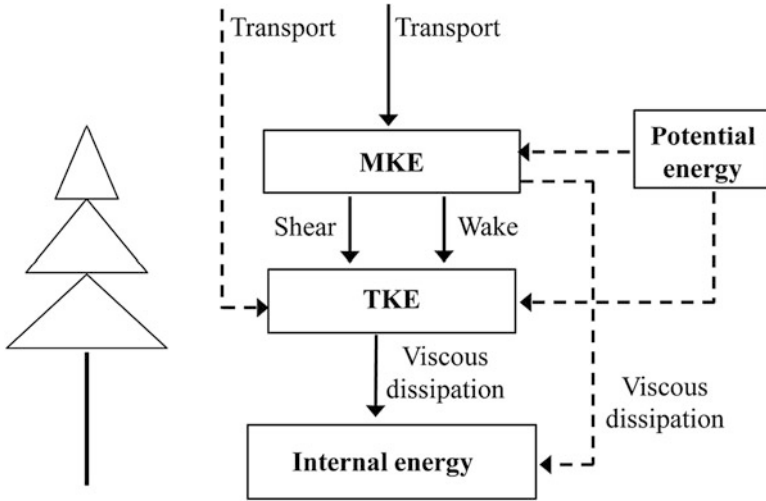 Transport
Transport
MKE
Potential
energy
Shear
Wake
TKE
Viscous
dissipation
Viscous
dissipation
Internal energy